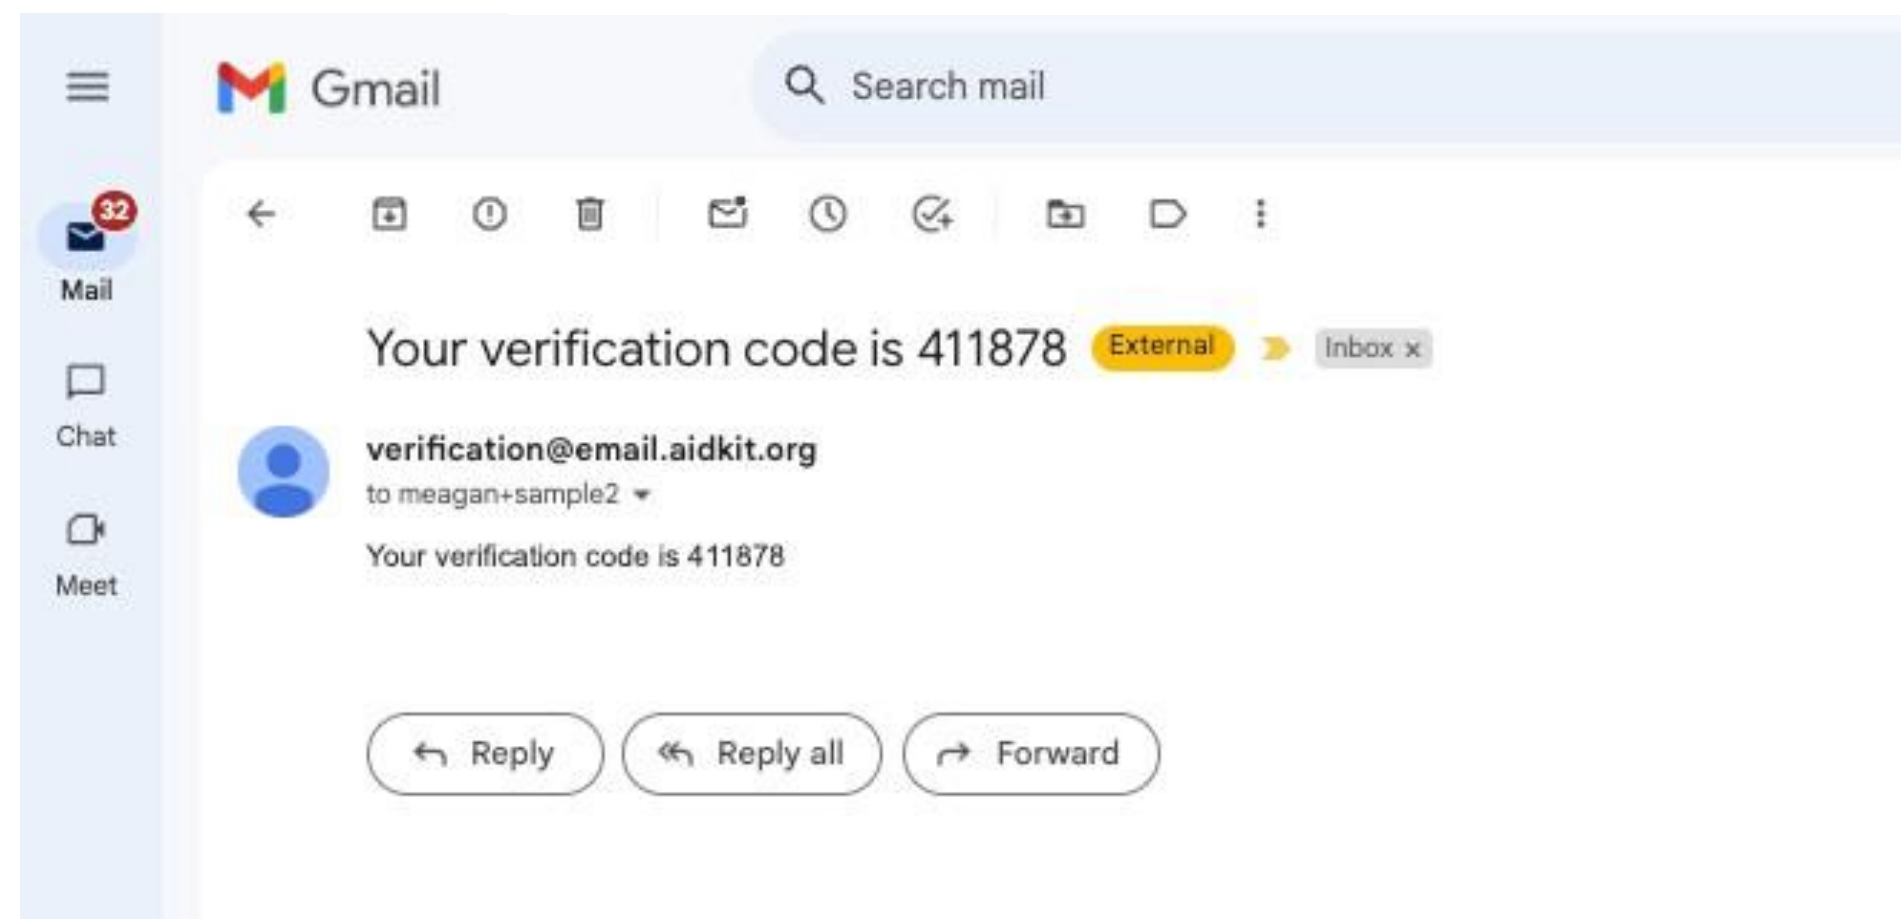 Gmail
Search mail
32
Mail
Chat
Meet
Your verification code is 411878 External Inbox x
verification@email.aidkit.org
to meagan+sample2
Your verification code is 411878
Reply Reply all Forward